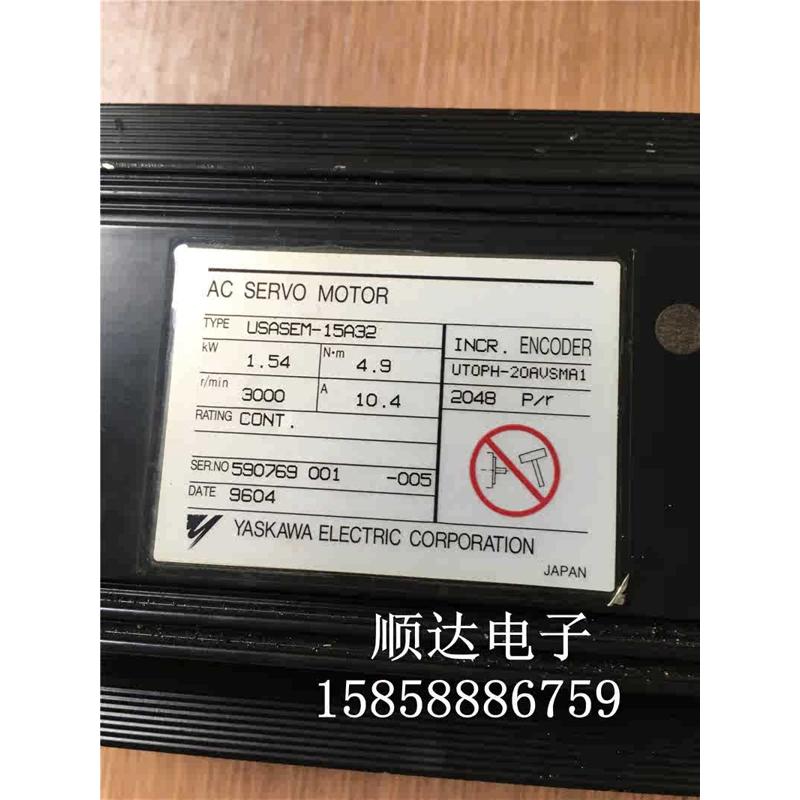 AC SERVO MOTOR
TYPE USASEM-15A32
kW 1.54 N·m 4.9
r/min 3000 A 10.4
RATING CONT.
SER.NO 590769 001 -005
DATE 9604
INCR. ENCODER
UTOPH-20AVSMA1
2048 P/r
YASKAWA ELECTRIC CORPORATION
JAPAN
顺达电子
15858886759